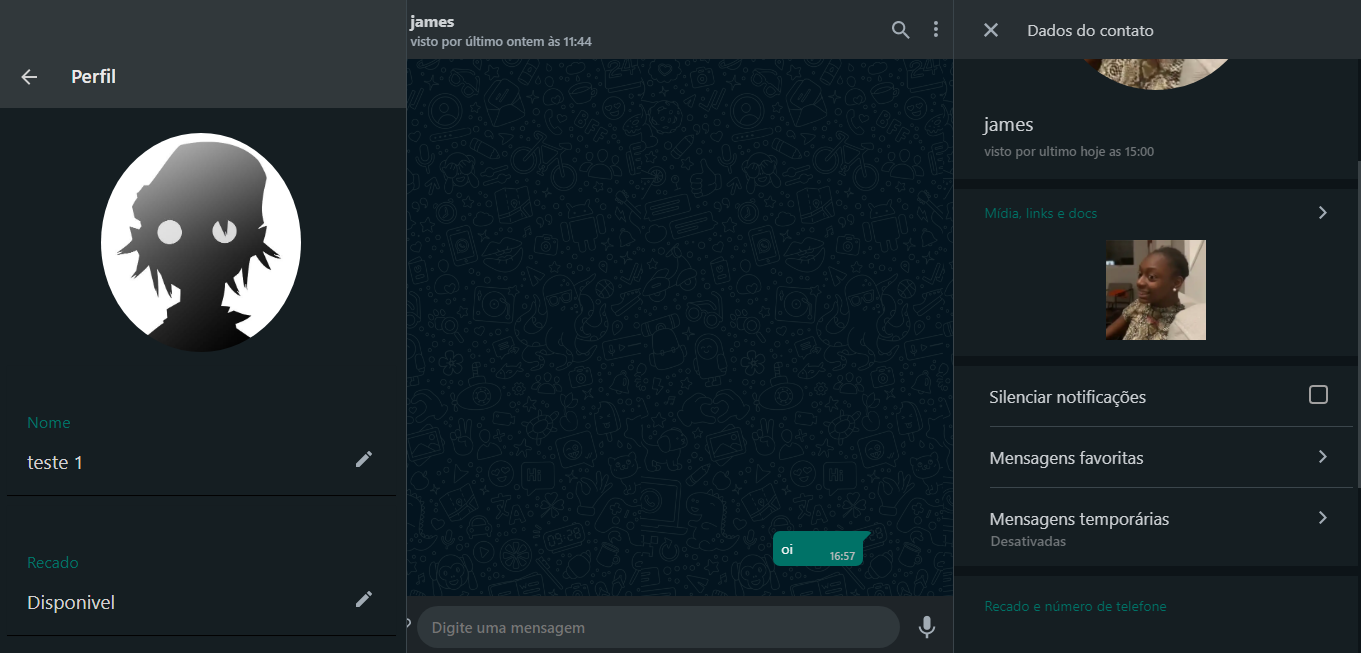 Perfil
Nome
teste 1
Recado
Disponivel
james
visto por último ontem às 11:44
oi
16:57
Digite uma mensagem
Dados do contato
james
visto por ultimo hoje as 15:00
Mídia, links e docs
Silenciar notificações
Mensagens favoritas
Mensagens temporárias
Desativadas
Recado e número de telefone